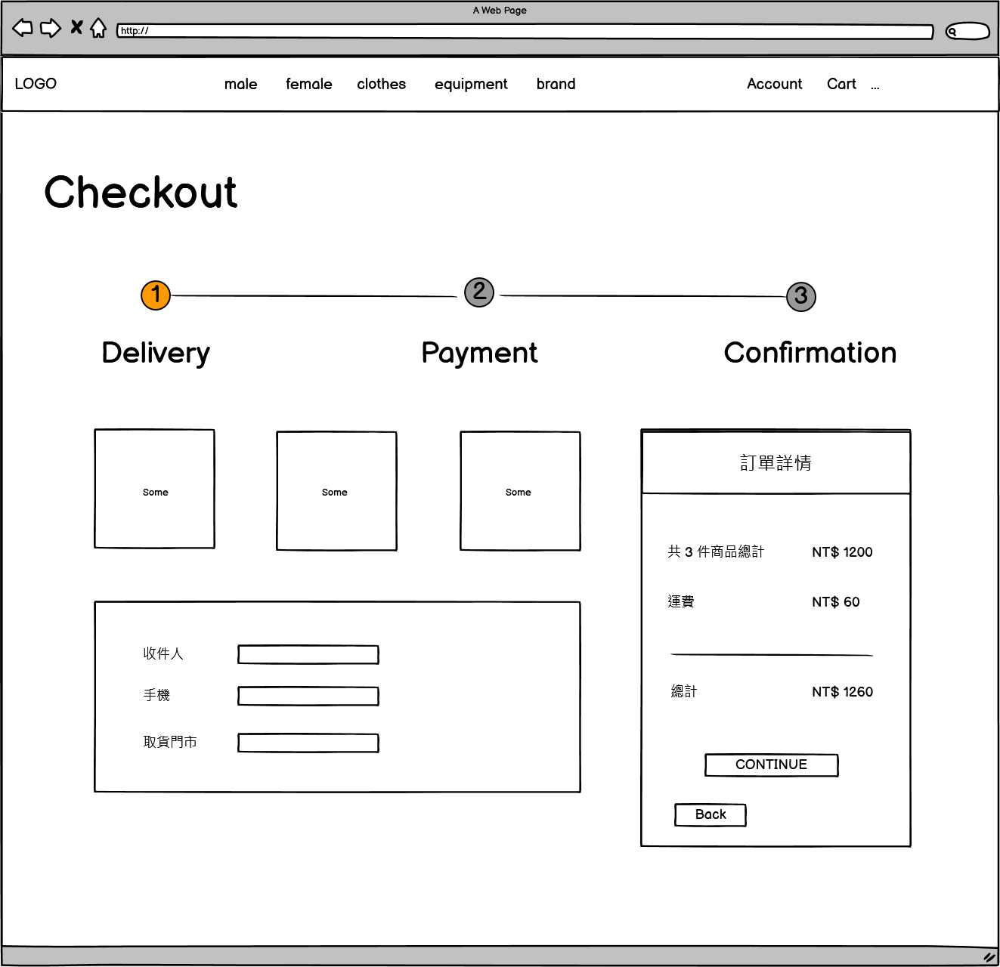 A Web Page
http://
LOGO male female clothes equipment brand Account Cart ...
Checkout
1 2 3
Delivery Payment Confirmation
Some Some Some
訂單詳情
共 3 件商品總計 NT$ 1200
運費 NT$ 60
總計 NT$ 1260
CONTINUE
Back
收件人
手機
取貨門市